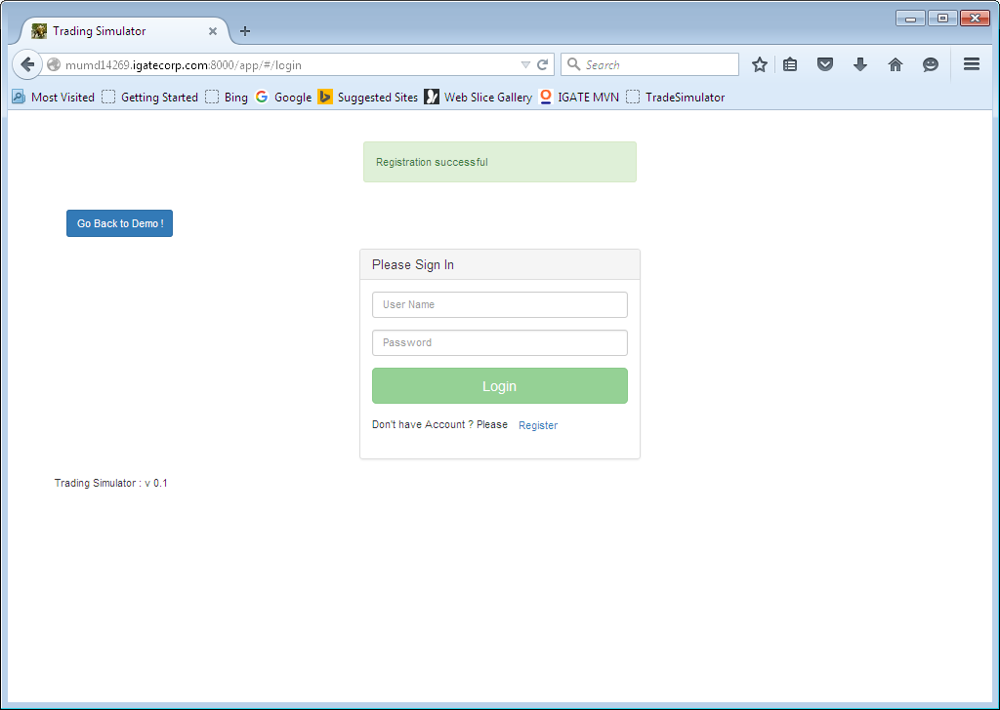 Trading Simulator
mumd14269.igatecorp.com:8000/app/#/login
Search
Most Visited Getting Started Bing Google Suggested Sites Web Slice Gallery IGATE MVN TradeSimulator
Registration successful
Go Back to Demo !
Please Sign In
User Name
Password
Login
Don't have Account ? Please Register
Trading Simulator : v 0.1